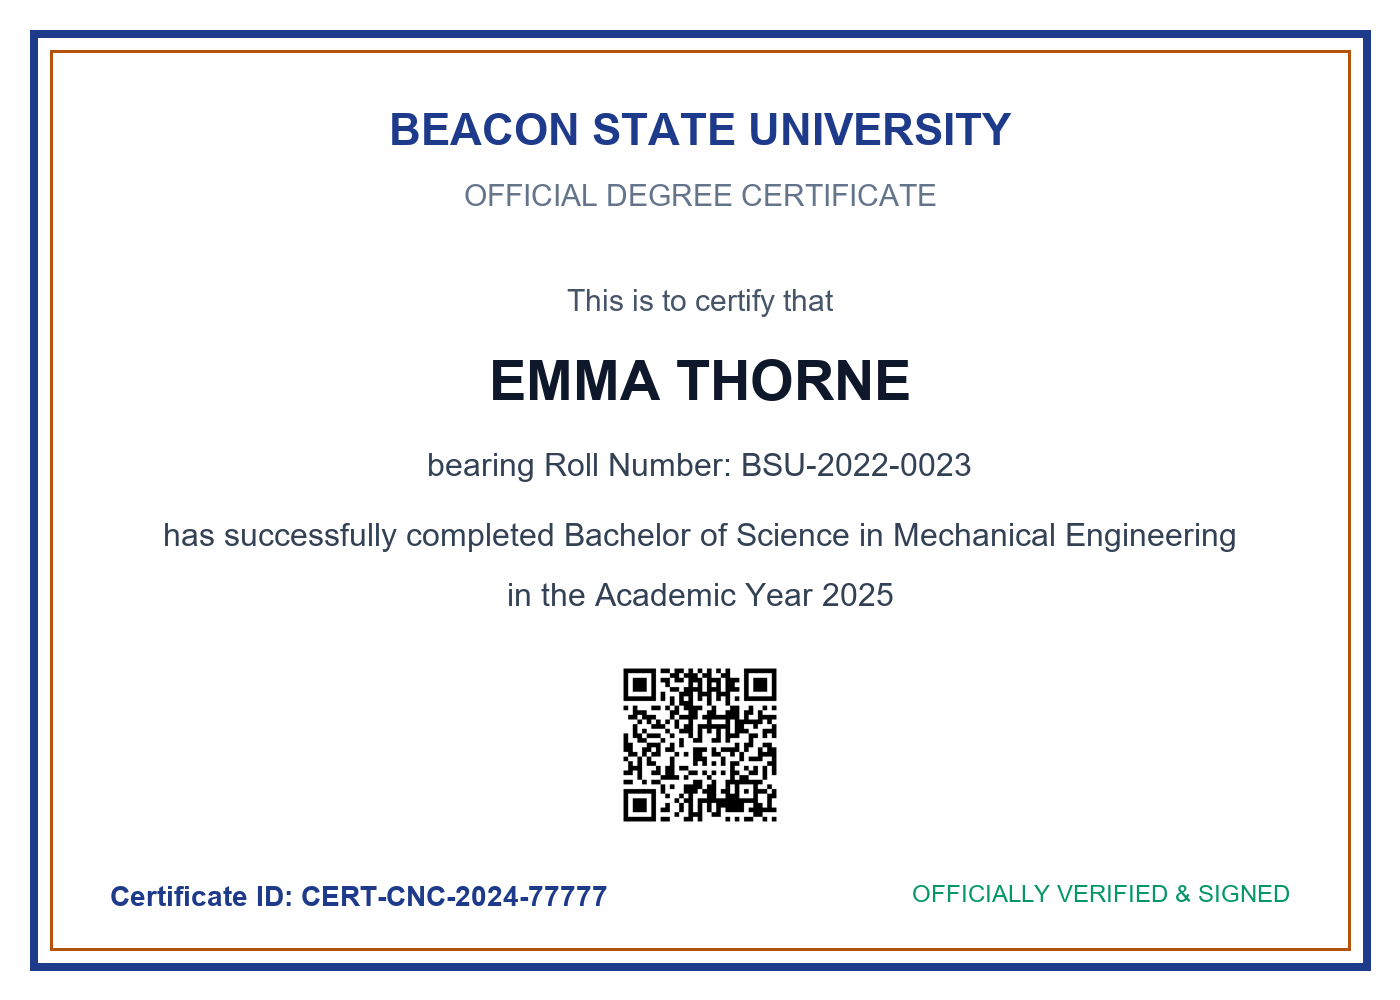 BEACON STATE UNIVERSITY
OFFICIAL DEGREE CERTIFICATE
This is to certify that
EMMA THORNE
bearing Roll Number: BSU-2022-0023
has successfully completed Bachelor of Science in Mechanical Engineering
in the Academic Year 2025
Certificate ID: CERT-CNC-2024-77777
OFFICIALLY VERIFIED & SIGNED